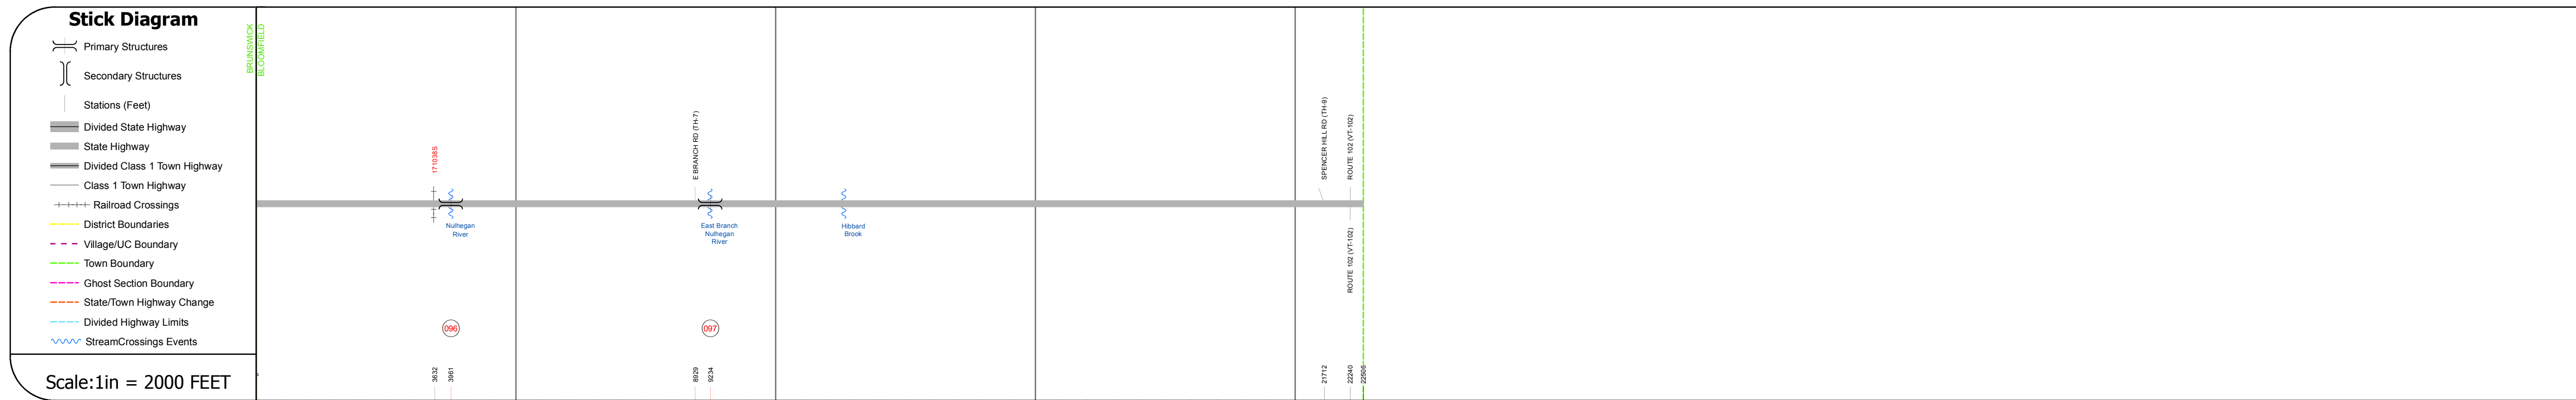 Stick Diagram
Primary Structures
Secondary Structures
Stations (Feet)
Divided State Highway
State Highway
Divided Class 1 Town Highway
Class 1 Town Highway
Railroad Crossings
District Boundaries
Village/UC Boundary
Town Boundary
Ghost Section Boundary
State/Town Highway Change
Divided Highway Limits
StreamCrossings Events
Scale:1in = 2000 FEET
BRUNSWICK
BLOOMFIELD
171038S
Nulhegan
River
096
3632
3961
E BRANCH RD (TH-7)
East Branch
Nulhegan
River
097
8929
9234
Hibbard
Brook
SPENCER HILL RD (TH-9)
ROUTE 102 (VT-102)
ROUTE 102 (VT-102)
21712
22240
22506